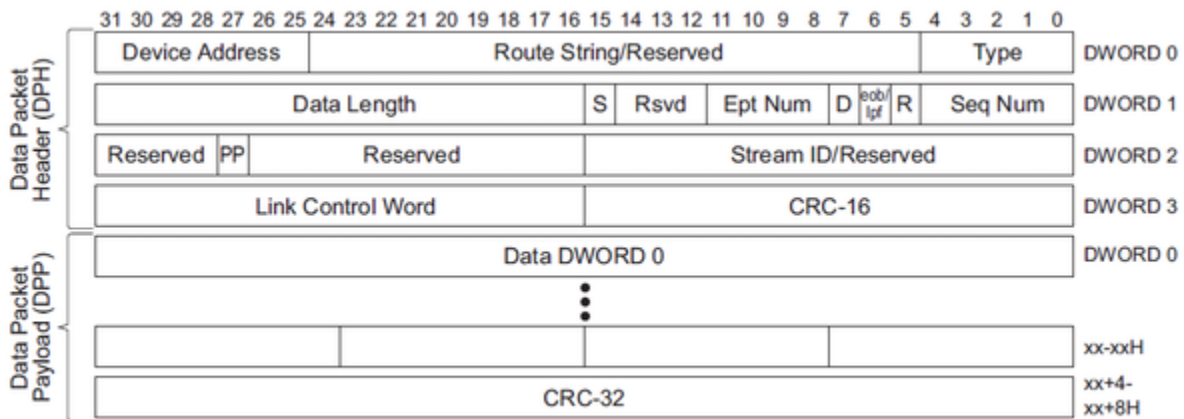 31 30 29 28 27 26 25 24 23 22 21 20 19 18 17 16 15 14 13 12 11 10 9 8 7 6 5 4 3 2 1 0
Data Packet
Header (DPH)
Device Address Route String/Reserved Type DWORD 0
Data Length S Rsvd Ept Num D eob/lpf R Seq Num DWORD 1
Reserved PP Reserved Stream ID/Reserved DWORD 2
Link Control Word CRC-16 DWORD 3
Data Packet
Payload (DPP)
Data DWORD 0 DWORD 0
xx-xxH
CRC-32 xx+4-
xx+8H